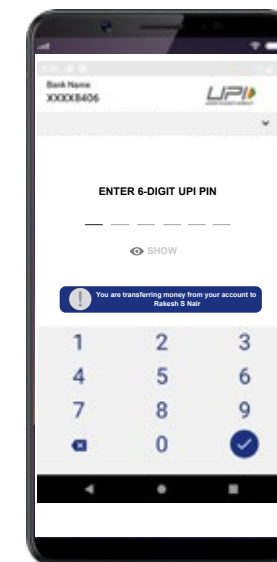 Bank Name
XXXX8406
UPI
ENTER 6-DIGIT UPI PIN
SHOW
You are transferring money from your account to
Rakesh S Nair
1 2 3
4 5 6
7 8 9
0